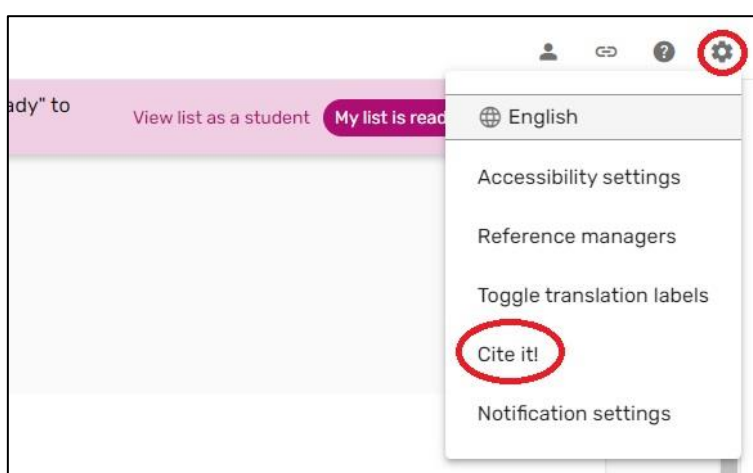 ady" to
View list as a student
My list is read
English
Accessibility settings
Reference managers
Toggle translation labels
Cite it!
Notification settings